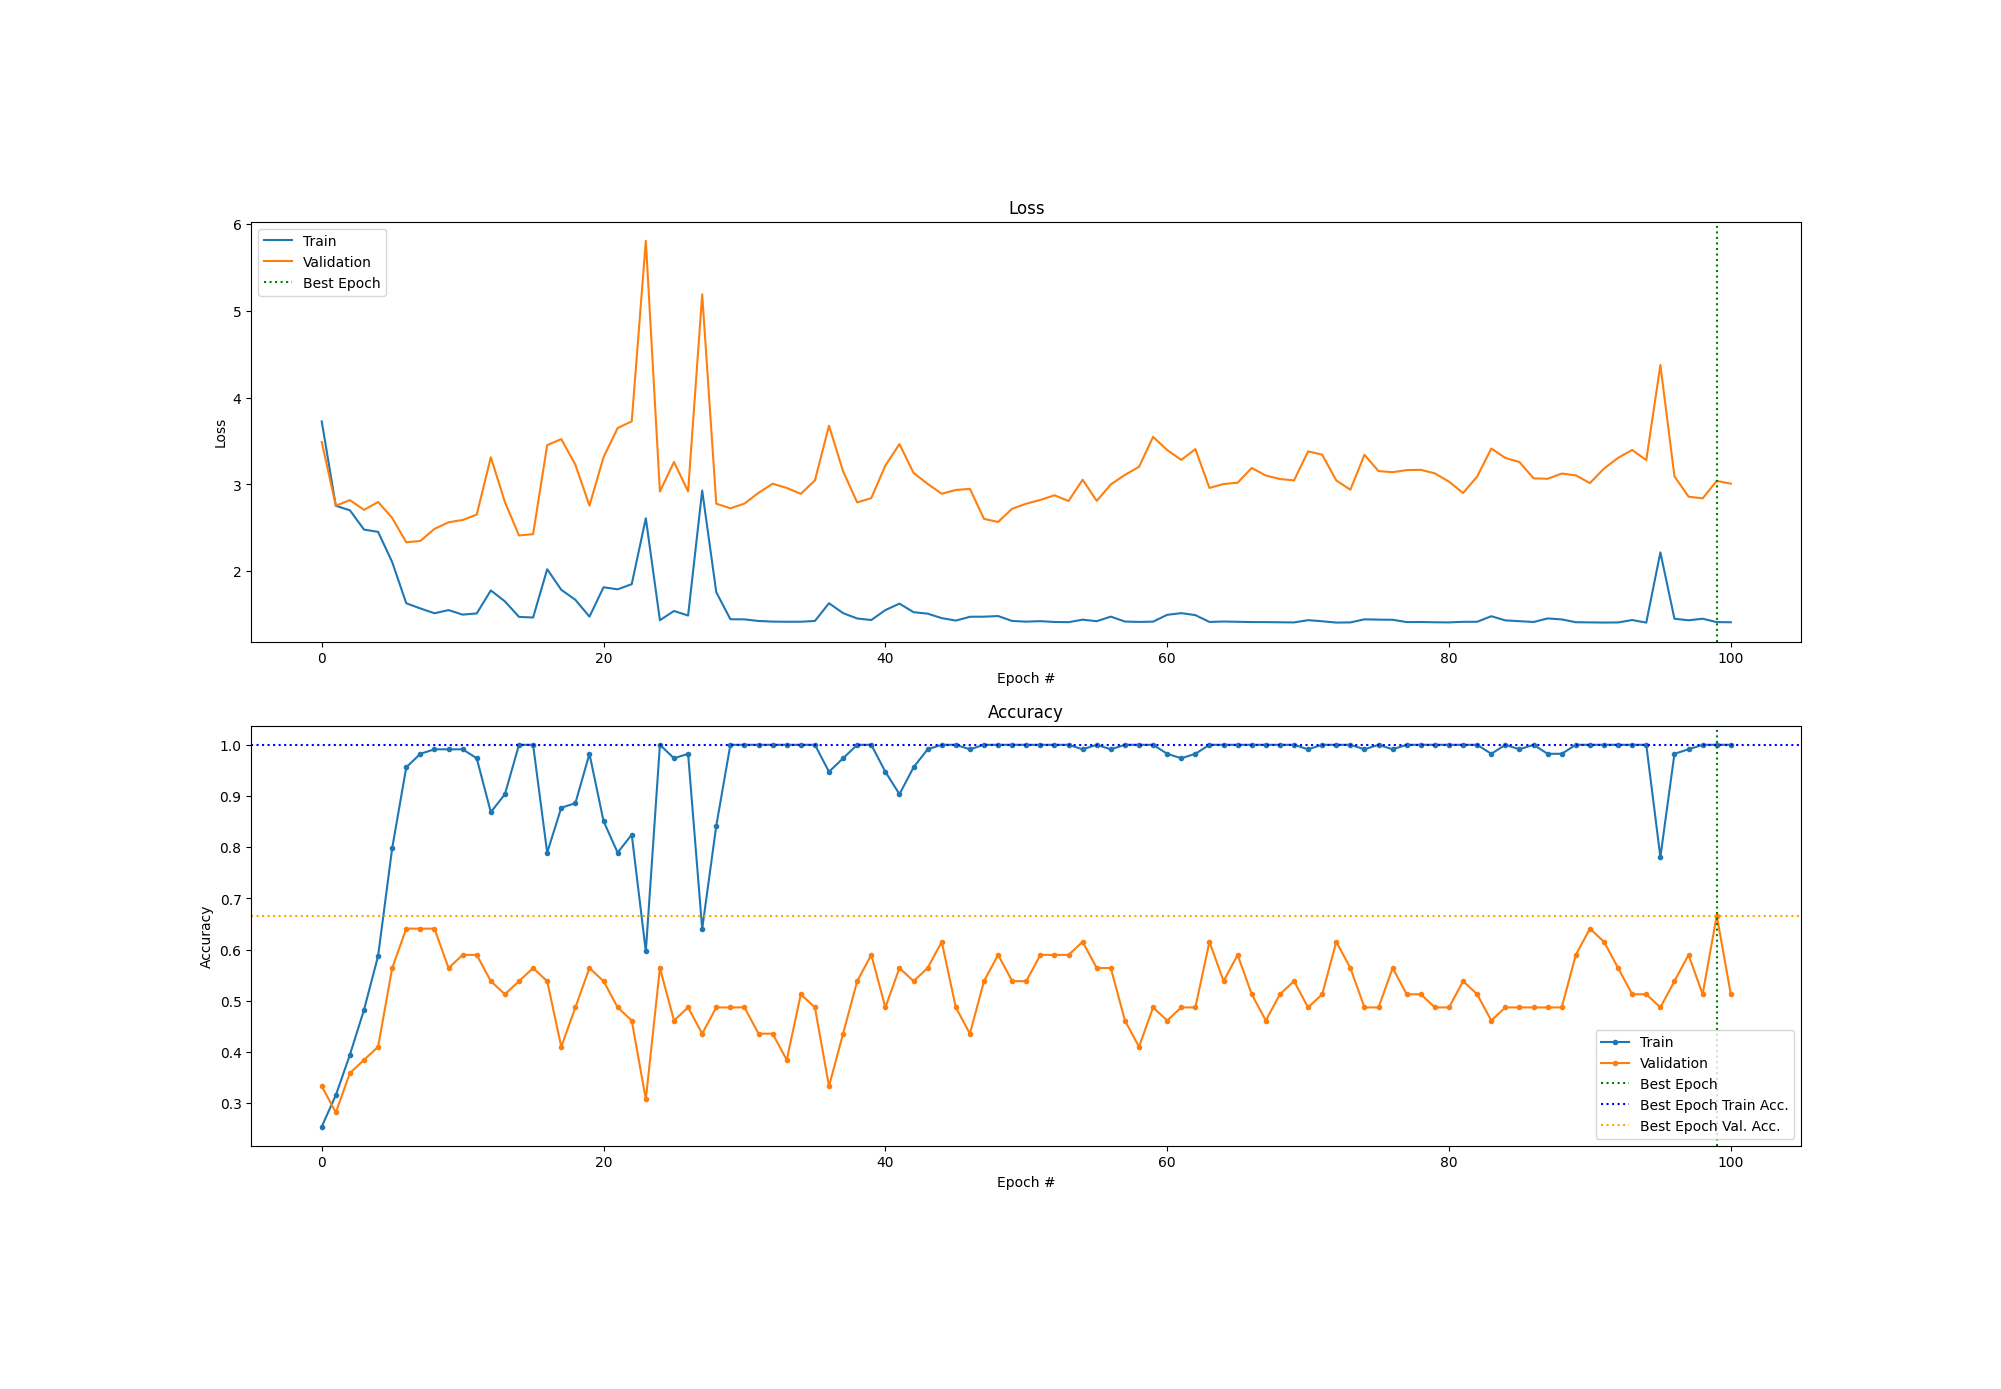 Loss
6
5
4
3
2
Loss
Train
Validation
Best Epoch
0 20 40 60 80 100
Epoch #
Accuracy
1.0
0.9
0.8
0.7
0.6
0.5
0.4
0.3
Accuracy
Train
Validation
Best Epoch
Best Epoch Train Acc.
Best Epoch Val. Acc.
0 20 40 60 80 100
Epoch #